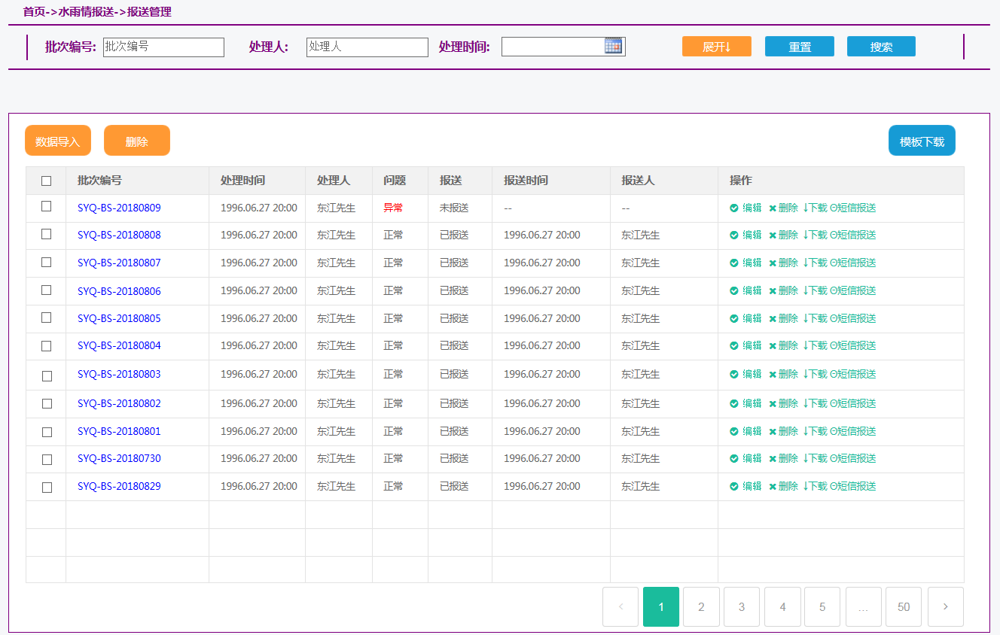 首页->水雨情报送->报送管理
批次编号: 批次编号 处理人: 处理人 处理时间: 展开↓ 重置 搜索
数据导入 删除 模板下载
批次编号 处理时间 处理人 问题 报送 报送时间 报送人 操作
SYQ-BS-20180809 1996.06.27 20:00 东江先生 异常 未报送 -- -- 编辑 删除 ↓下载 Θ短信报送
SYQ-BS-20180808 1996.06.27 20:00 东江先生 正常 已报送 1996.06.27 20:00 东江先生 编辑 删除 ↓下载 Θ短信报送
SYQ-BS-20180807 1996.06.27 20:00 东江先生 正常 已报送 1996.06.27 20:00 东江先生 编辑 删除 ↓下载 Θ短信报送
SYQ-BS-20180806 1996.06.27 20:00 东江先生 正常 已报送 1996.06.27 20:00 东江先生 编辑 删除 ↓下载 Θ短信报送
SYQ-BS-20180805 1996.06.27 20:00 东江先生 正常 已报送 1996.06.27 20:00 东江先生 编辑 删除 ↓下载 Θ短信报送
SYQ-BS-20180804 1996.06.27 20:00 东江先生 正常 已报送 1996.06.27 20:00 东江先生 编辑 删除 ↓下载 Θ短信报送
SYQ-BS-20180803 1996.06.27 20:00 东江先生 正常 已报送 1996.06.27 20:00 东江先生 编辑 删除 ↓下载 Θ短信报送
SYQ-BS-20180802 1996.06.27 20:00 东江先生 正常 已报送 1996.06.27 20:00 东江先生 编辑 删除 ↓下载 Θ短信报送
SYQ-BS-20180801 1996.06.27 20:00 东江先生 正常 已报送 1996.06.27 20:00 东江先生 编辑 删除 ↓下载 Θ短信报送
SYQ-BS-20180730 1996.06.27 20:00 东江先生 正常 已报送 1996.06.27 20:00 东江先生 编辑 删除 ↓下载 Θ短信报送
SYQ-BS-20180829 1996.06.27 20:00 东江先生 正常 已报送 1996.06.27 20:00 东江先生 编辑 删除 ↓下载 Θ短信报送
< 1 2 3 4 5 ... 50 >